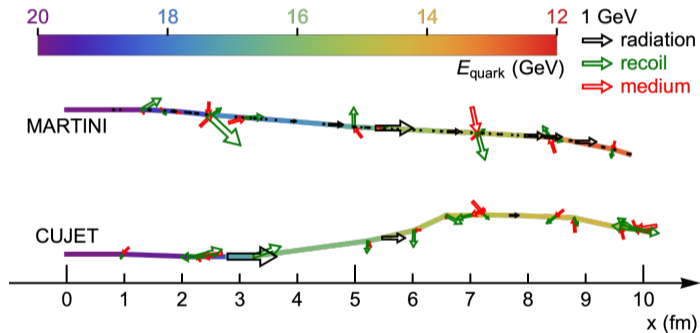 20 18 16 14 12 1 GeV
radiation
E_quark (GeV) recoil
medium
MARTINI
CUJET
0 1 2 3 4 5 6 7 8 9 10
x (fm)